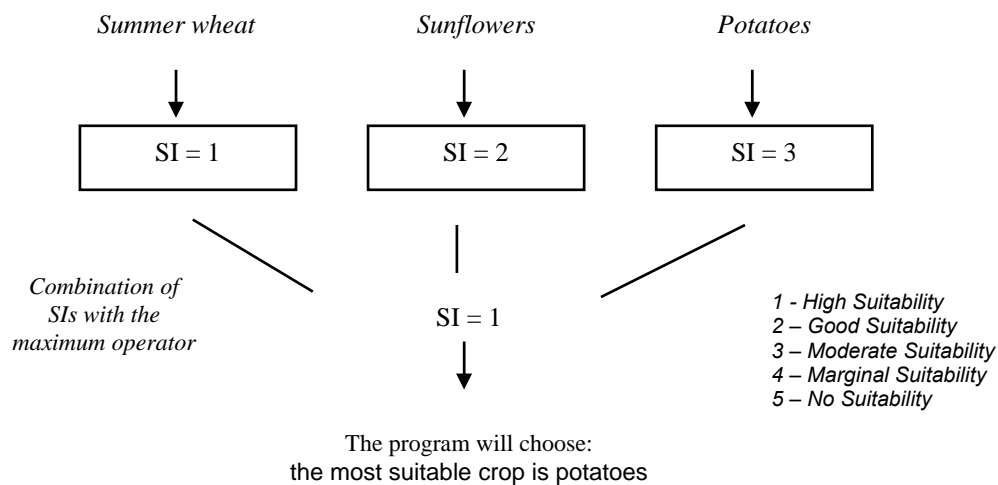 Summer wheat
Sunflowers
Potatoes
SI = 1
SI = 2
SI = 3
Combination of
SIs with the
maximum operator
SI = 1
1 - High Suitability
2 – Good Suitability
3 – Moderate Suitability
4 – Marginal Suitability
5 – No Suitability
The program will choose:
the most suitable crop is potatoes